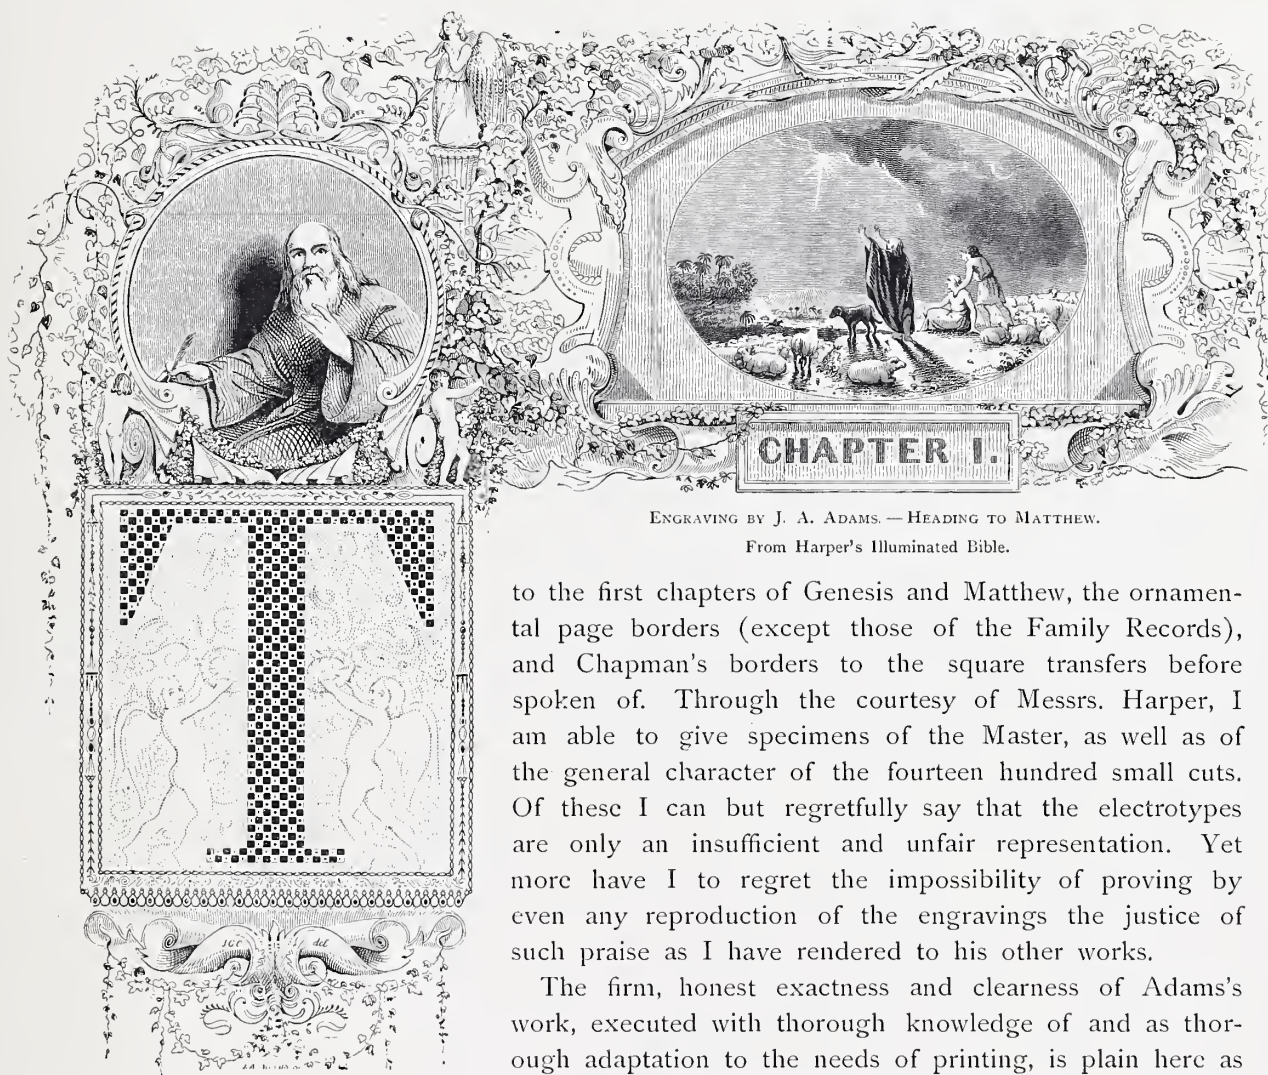 CHAPTER I.
T
JGC del
ENGRAVING BY J. A. ADAMS. — HEADING TO MATTHEW.
From Harper's Illuminated Bible.
to the first chapters of Genesis and Matthew, the ornamen-
tal page borders (except those of the Family Records),
and Chapman's borders to the square transfers before
spoken of. Through the courtesy of Messrs. Harper, I
am able to give specimens of the Master, as well as of
the general character of the fourteen hundred small cuts.
Of these I can but regretfully say that the electrotypes
are only an insufficient and unfair representation. Yet
more have I to regret the impossibility of proving by
even any reproduction of the engravings the justice of
such praise as I have rendered to his other works.
The firm, honest exactness and clearness of Adams's
work, executed with thorough knowledge of and as thor-
ough adaptation to the needs of printing, is plain here as